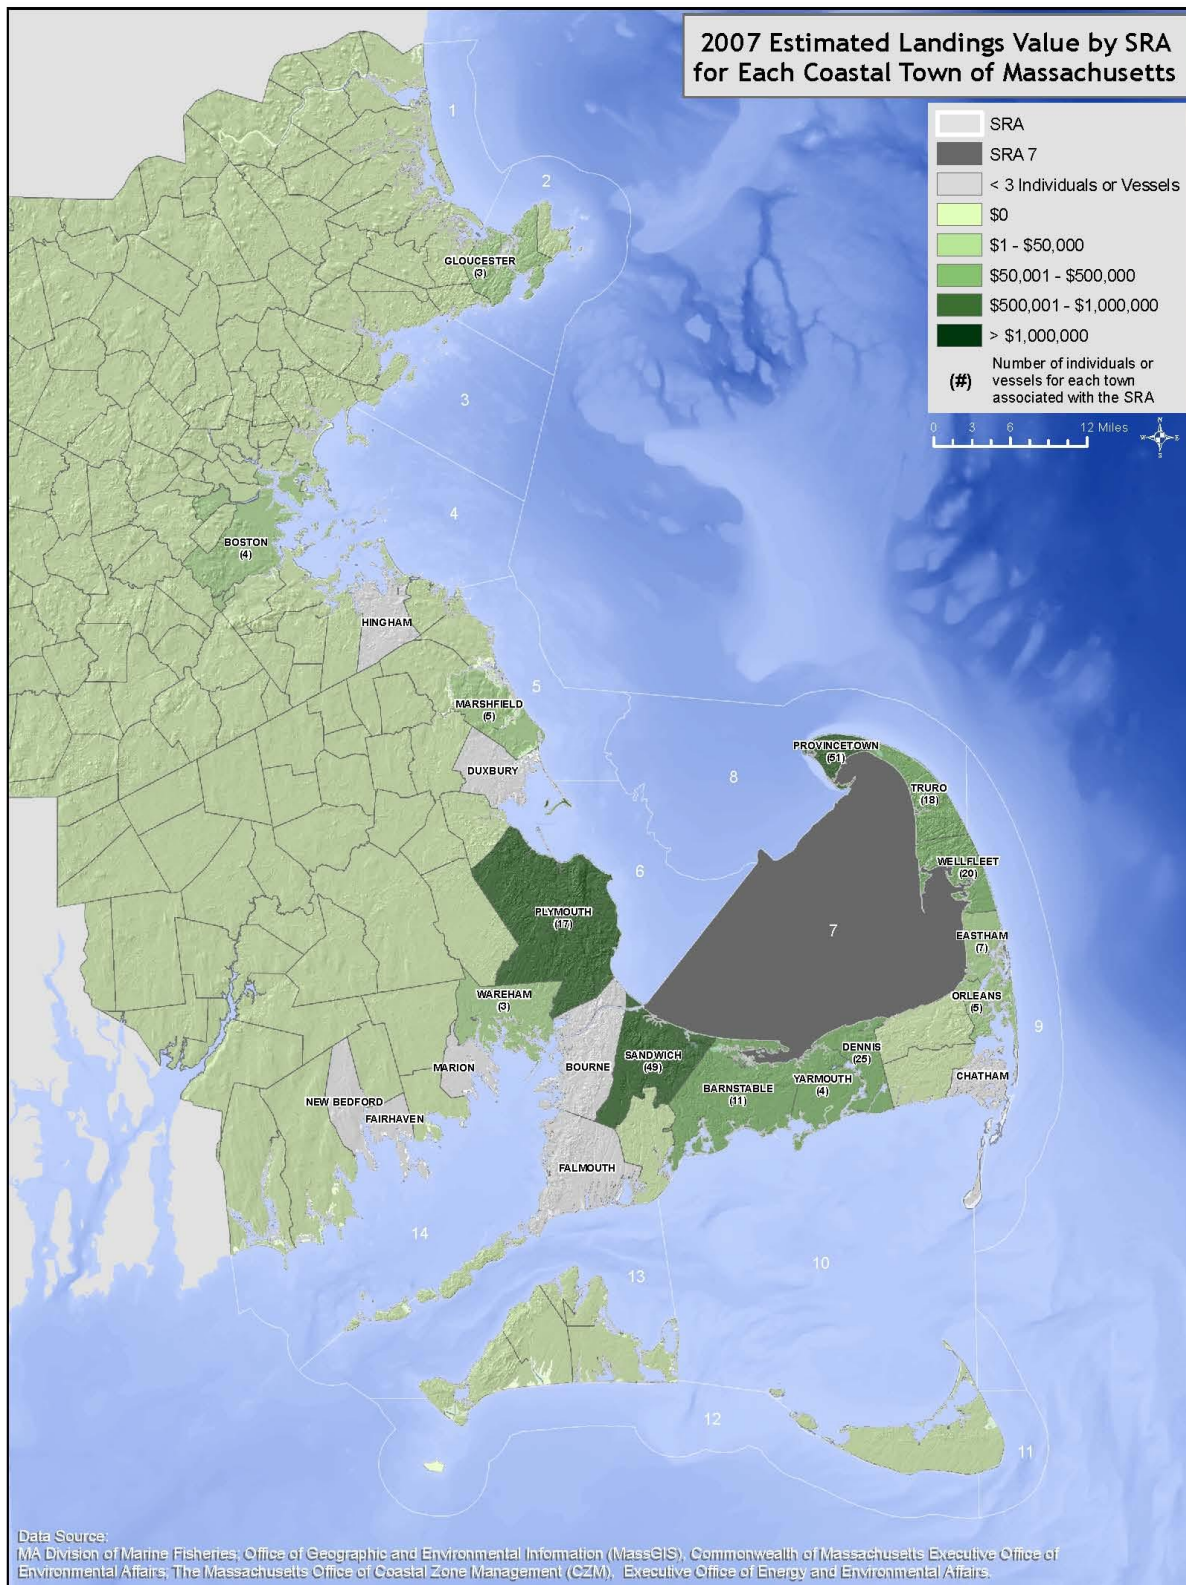 2007 Estimated Landings Value by SRA
for Each Coastal Town of Massachusetts
SRA
SRA 7
< 3 Individuals or Vessels
$0
$1 - $50,000
$50,001 - $500,000
$500,001 - $1,000,000
> $1,000,000
(#)
Number of individuals or
vessels for each town
associated with the SRA
0 3 6 12 Miles
N
W E
S
1
2
GLOUCESTER
(3)
3
4
BOSTON
(4)
HINGHAM
5
MARSHFIELD
(5)
DUXBURY
PROVINCETOWN
(51)
8
TRURO
(18)
6
WELLFLEET
(20)
PLYMOUTH
(17)
7
EASTHAM
(7)
WAREHAM
(3)
ORLEANS
(5)
9
SANDWICH
(49)
DENNIS
(25)
MARION
BOURNE
CHATHAM
YARMOUTH
(4)
BARNSTABLE
(11)
NEW BEDFORD
FAIRHAVEN
FALMOUTH
14
10
13
12
11
Data Source:
MA Division of Marine Fisheries; Office of Geographic and Environmental Information (MassGIS), Commonwealth of Massachusetts Executive Office of
Environmental Affairs; The Massachusetts Office of Coastal Zone Management (CZM), Executive Office of Energy and Environmental Affairs.